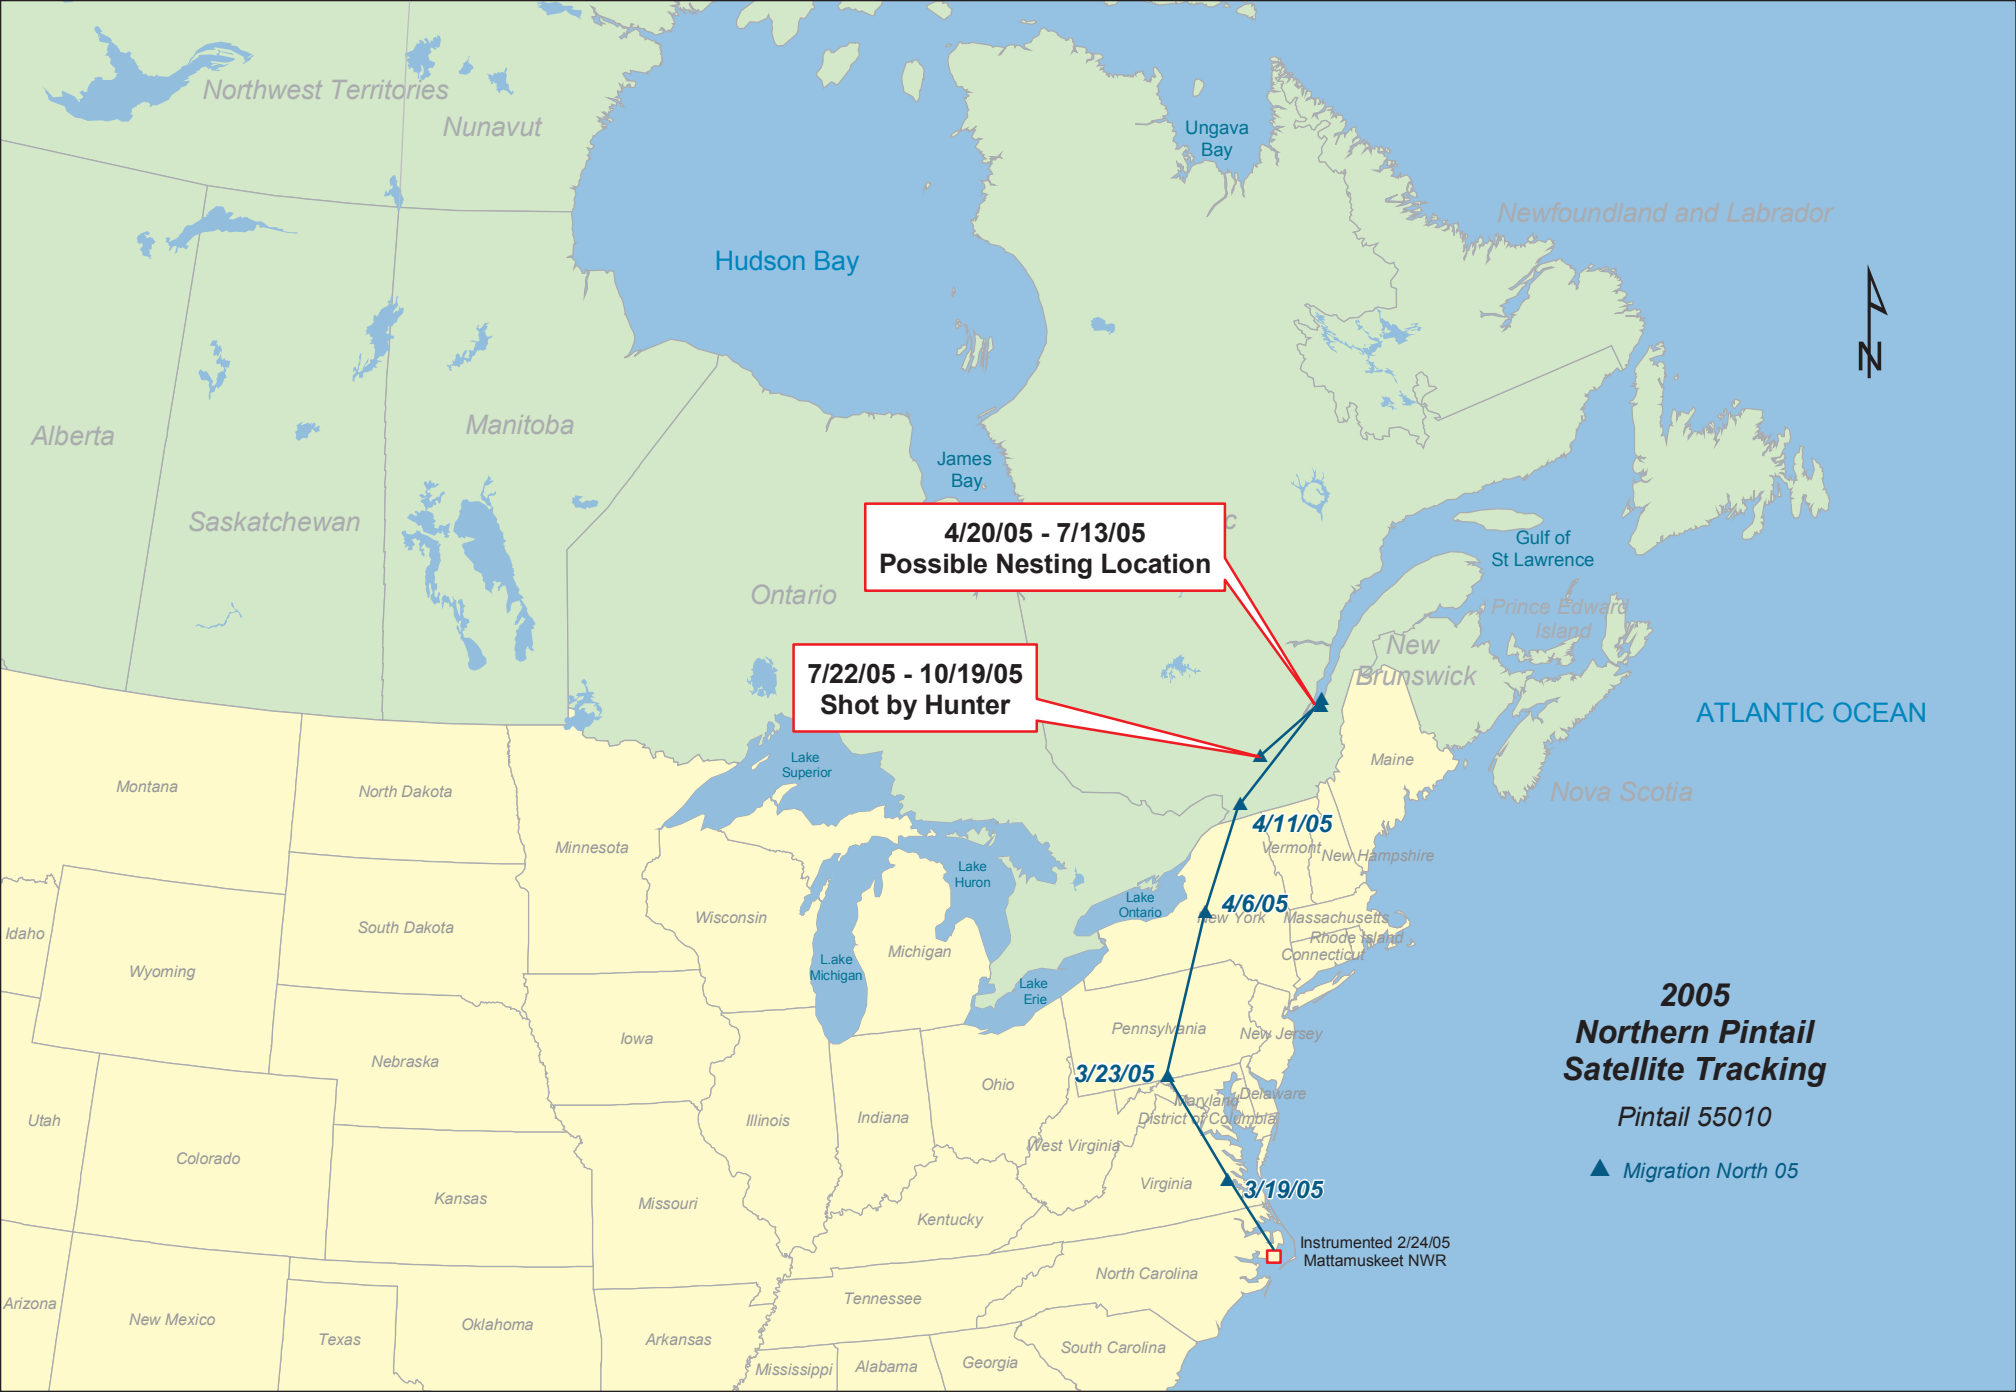 Northwest Territories
Nunavut
Ungava
Bay
Newfoundland and Labrador
Hudson Bay
N
Alberta
Manitoba
James
Bay
Saskatchewan
c
4/20/05 - 7/13/05
Possible Nesting Location
Gulf of
St Lawrence
Ontario
Prince Edward
Island
New
Brunswick
7/22/05 - 10/19/05
Shot by Hunter
ATLANTIC OCEAN
Lake
Superior
Maine
Montana
North Dakota
Nova Scotia
4/11/05
Minnesota
Vermont
New Hampshire
Lake
Huron
Lake
Ontario
4/6/05
Wisconsin
New York
Massachusetts
South Dakota
Idaho
Rhode Island
Connecticut
Michigan
L.ake
Michigan
Wyoming
Lake
Erie
2005
Northern Pintail
Satellite Tracking
Pintail 55010
Migration North 05
Pennsylvania
New Jersey
Iowa
Nebraska
3/23/05
Ohio
Delaware
Maryland
District of Columbia
Utah
Illinois
Indiana
West Virginia
Colorado
Virginia
3/19/05
Kansas
Missouri
Kentucky
Instrumented 2/24/05
Mattamuskeet NWR
North Carolina
Tennessee
Arizona
New Mexico
Texas
Oklahoma
Arkansas
South Carolina
Mississippi
Alabama
Georgia